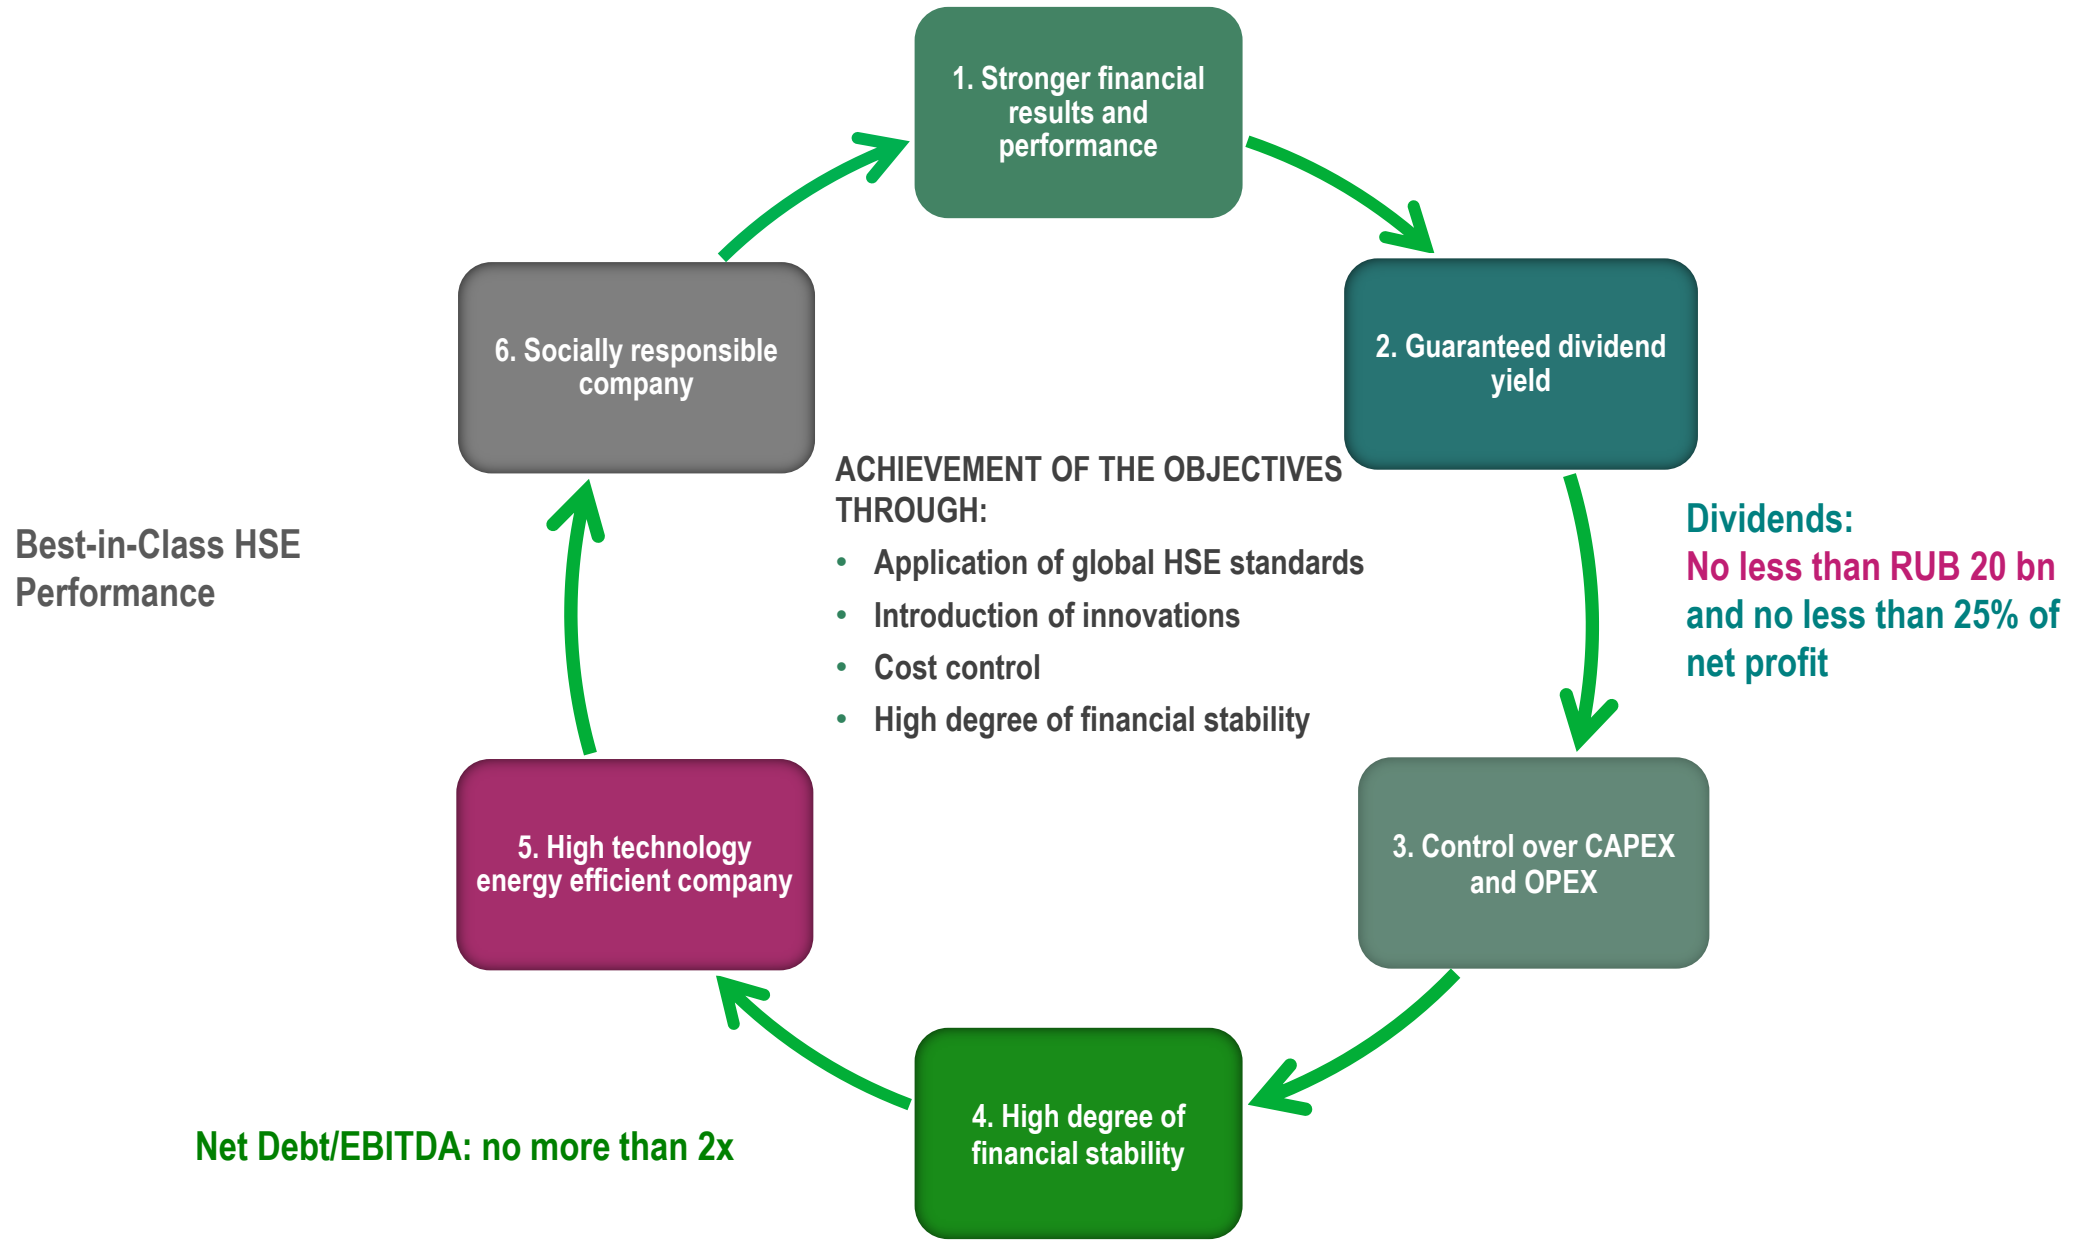 1. Stronger financial
results and
performance
2. Guaranteed dividend
yield
Dividends:
No less than RUB 20 bn
and no less than 25% of
net profit
3. Control over CAPEX
and OPEX
4. High degree of
financial stability
Net Debt/EBITDA: no more than 2x
5. High technology
energy efficient company
6. Socially responsible
company
Best-in-Class HSE
Performance
ACHIEVEMENT OF THE OBJECTIVES
THROUGH:
• Application of global HSE standards
• Introduction of innovations
• Cost control
• High degree of financial stability